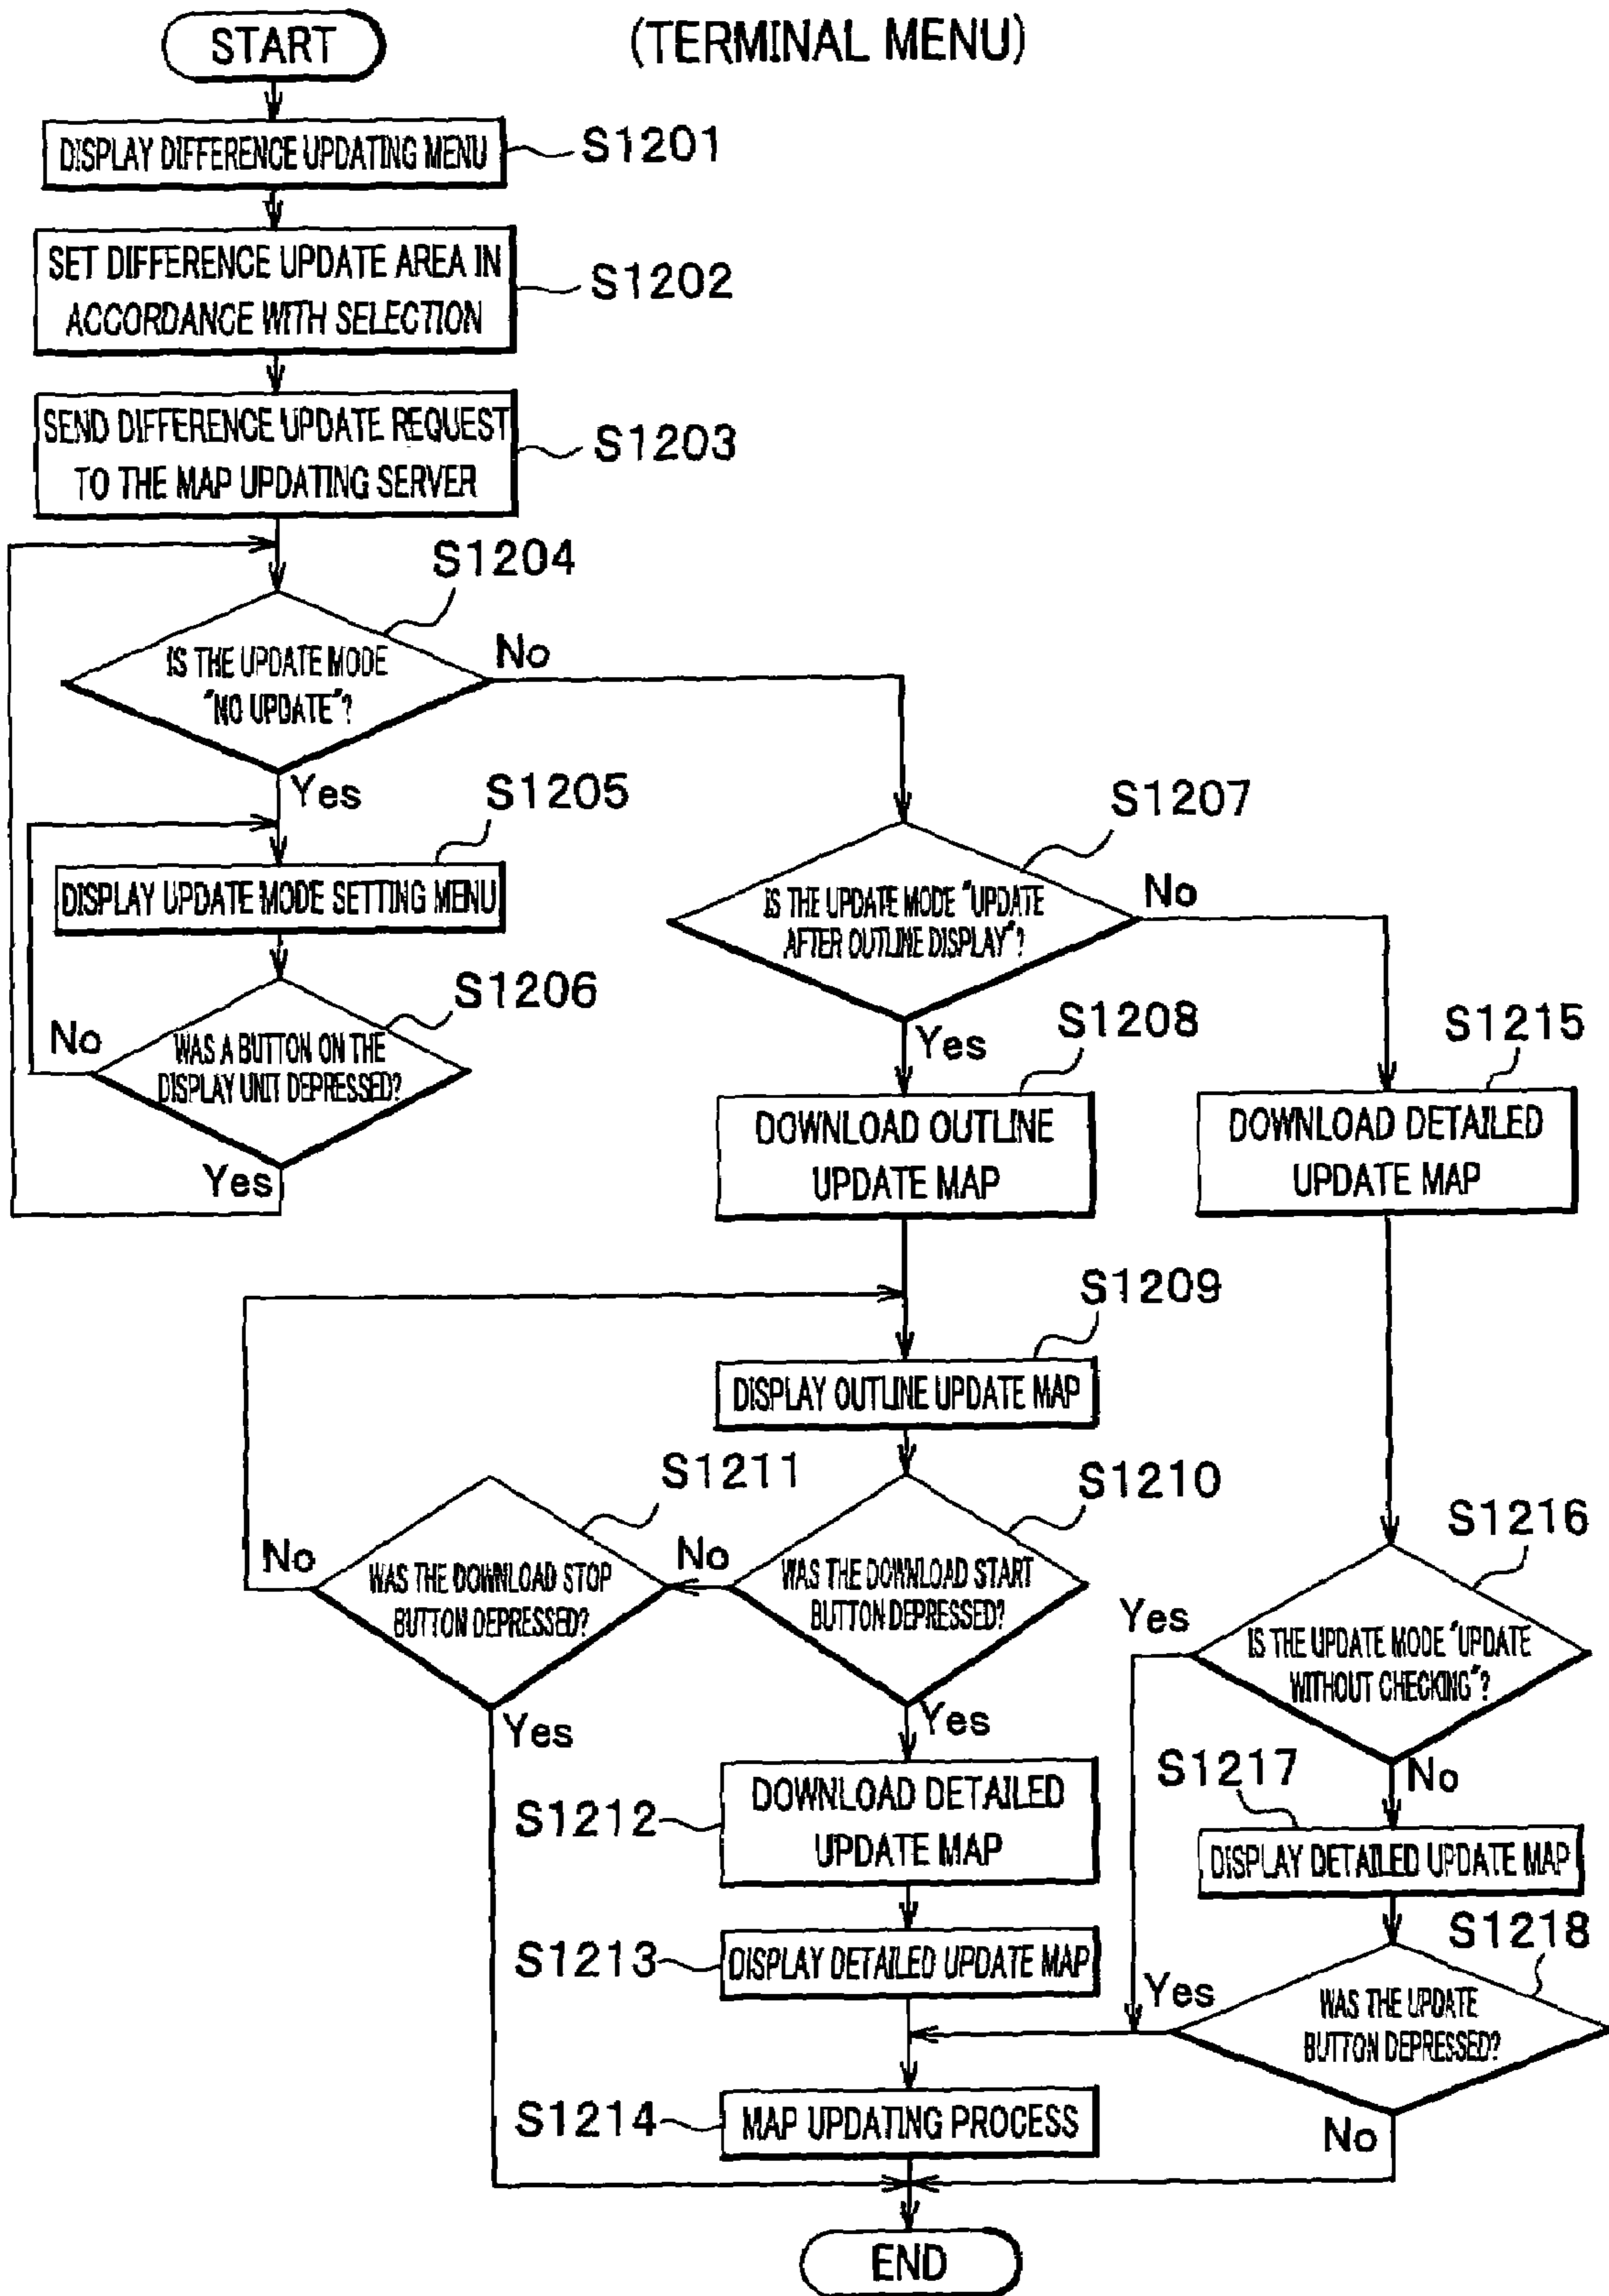 START
(TERMINAL MENU)
DISPLAY DIFFERENCE UPDATING MENU
S1201
SET DIFFERENCE UPDATE AREA IN
ACCORDANCE WITH SELECTION
S1202
SEND DIFFERENCE UPDATE REQUEST
TO THE MAP UPDATING SERVER
S1203
S1204
IS THE UPDATE MODE
"NO UPDATE"?
No
Yes
S1205
DISPLAY UPDATE MODE SETTING MENU
S1206
No
WAS A BUTTON ON THE
DISPLAY UNIT DEPRESSED?
Yes
S1207
IS THE UPDATE MODE "UPDATE
AFTER OUTLINE DISPLAY"?
No
Yes
S1208
DOWNLOAD OUTLINE
UPDATE MAP
S1215
DOWNLOAD DETAILED
UPDATE MAP
S1209
DISPLAY OUTLINE UPDATE MAP
S1211
No
WAS THE DOWNLOAD STOP
BUTTON DEPRESSED?
Yes
S1210
No
WAS THE DOWNLOAD START
BUTTON DEPRESSED?
Yes
S1216
Yes
IS THE UPDATE MODE "UPDATE
WITHOUT CHECKING"?
No
S1212
DOWNLOAD DETAILED
UPDATE MAP
S1217
DISPLAY DETAILED UPDATE MAP
S1213
DISPLAY DETAILED UPDATE MAP
S1218
Yes
WAS THE UPDATE
BUTTON DEPRESSED?
No
S1214
MAP UPDATING PROCESS
END